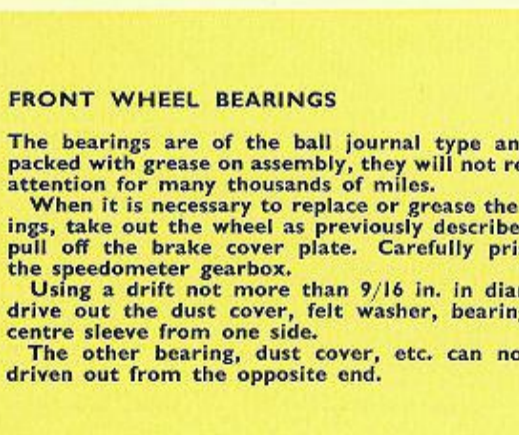 FRONT WHEEL BEARINGS
The bearings are of the ball journal type an
packed with grease on assembly, they will not re
attention for many thousands of miles.
When it is necessary to replace or grease the
ings, take out the wheel as previously describe
pull off the brake cover plate. Carefully pri
the speedometer gearbox.
Using a drift not more than 9/16 in. in diam
drive out the dust cover, felt washer, bearin
centre sleeve from one side.
The other bearing, dust cover, etc. can no
driven out from the opposite end.